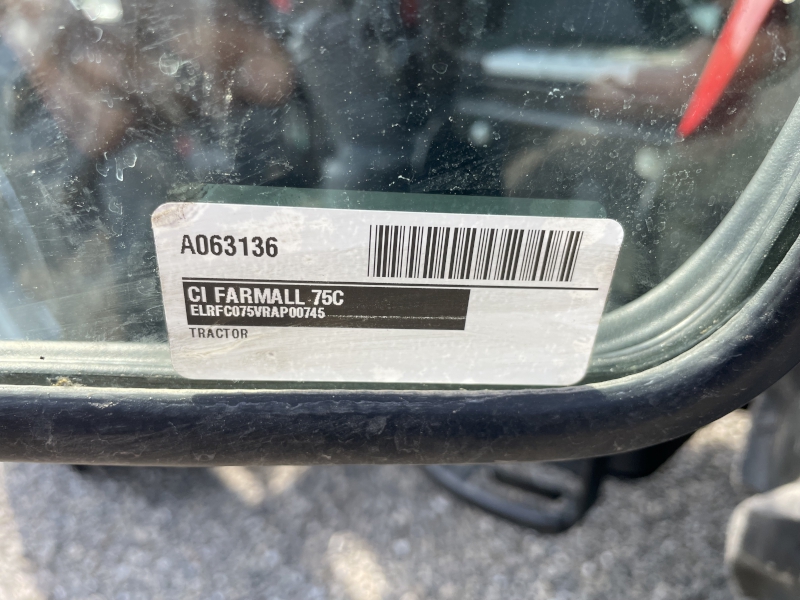 A063136
CI FARMALL 75C
ELRFC075VRAP00745
TRACTOR